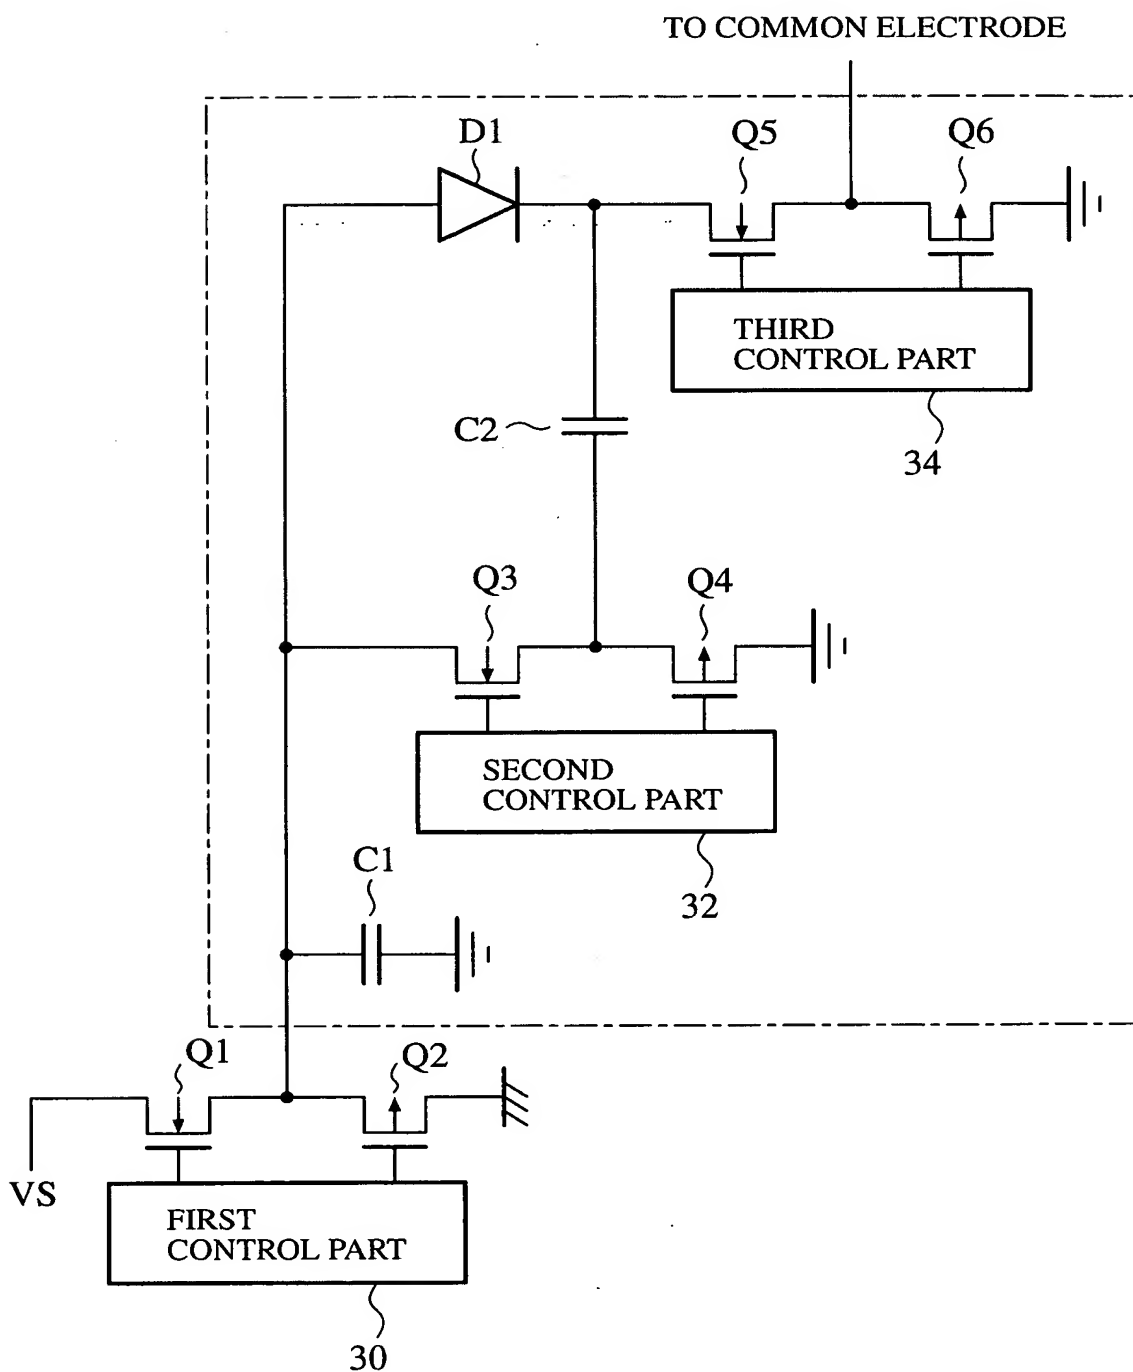 TO COMMON ELECTRODE
D1
Q5
Q6
THIRD
CONTROL PART
C2
34
Q3
Q4
SECOND
CONTROL PART
C1
32
Q1
Q2
VS
FIRST
CONTROL PART
30